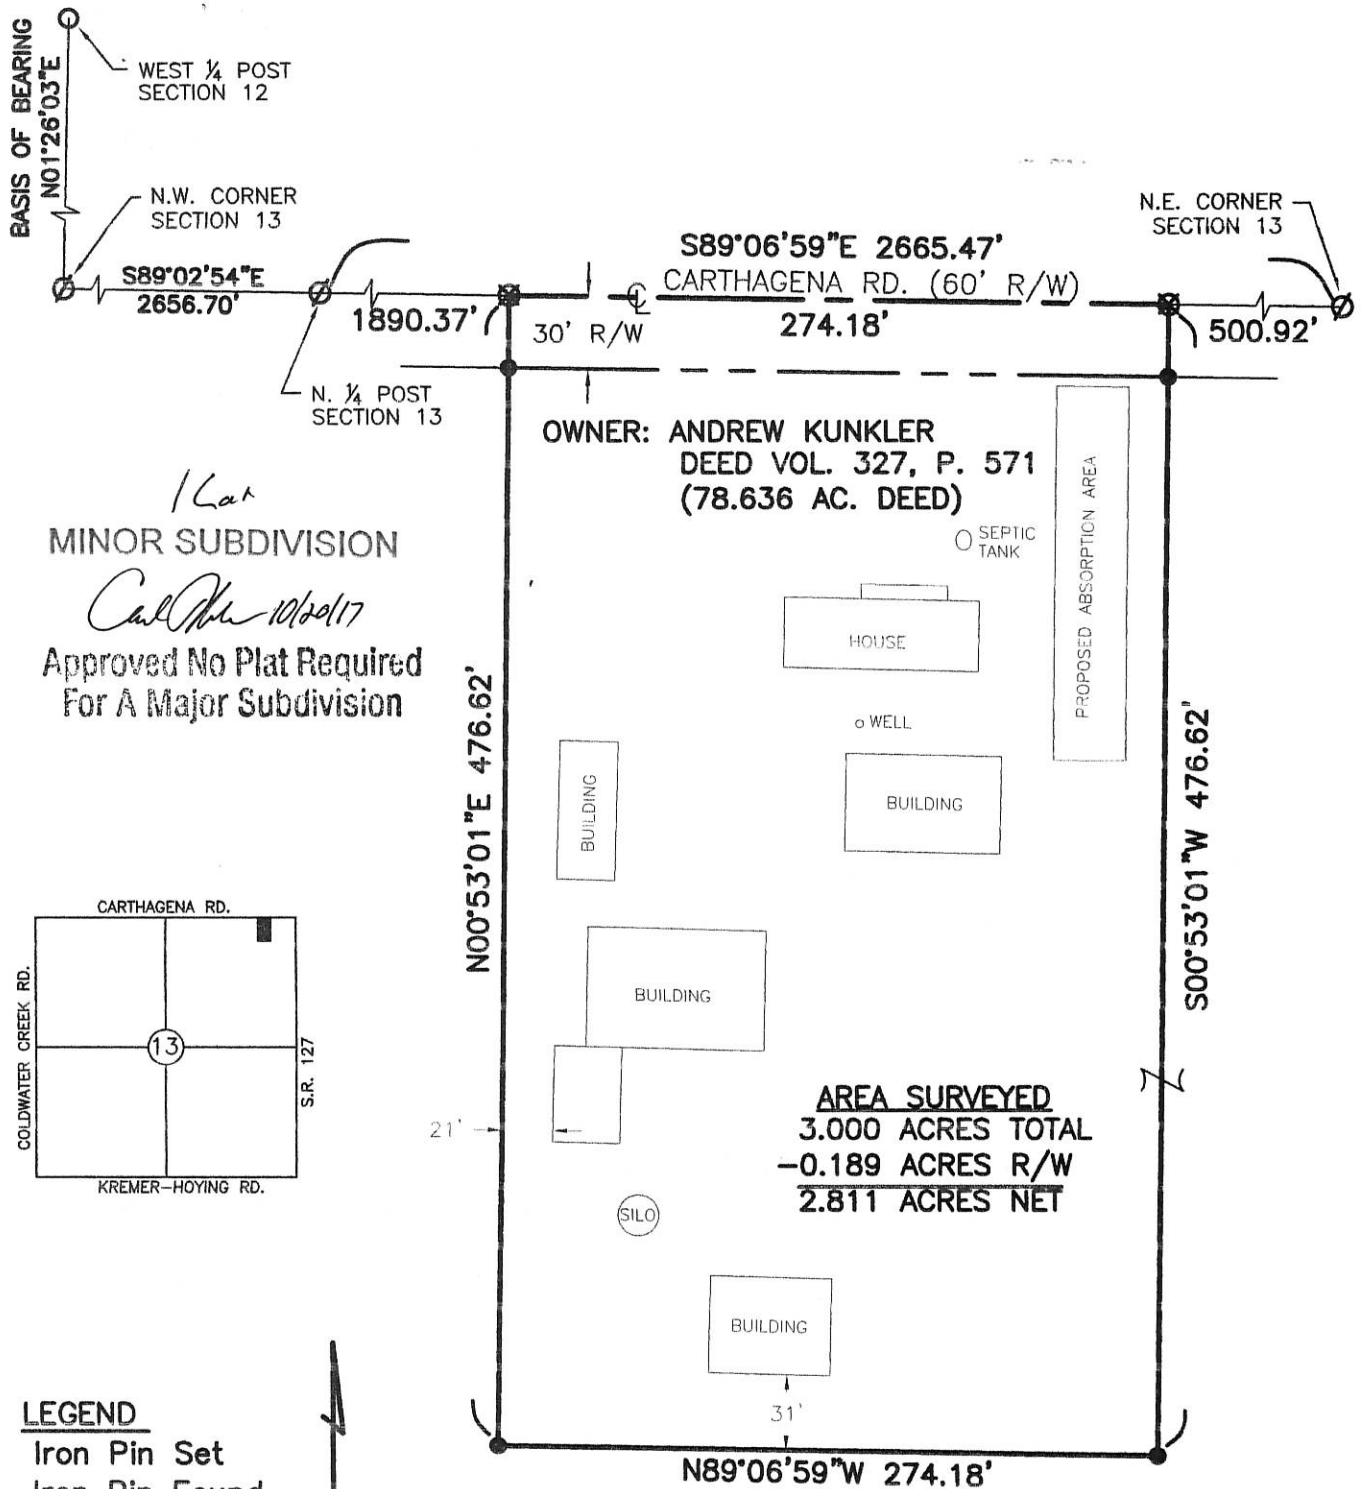 BASIS OF BEARING
N01°26'03"E
WEST ¼ POST
SECTION 12
N.W. CORNER
SECTION 13
N.E. CORNER
SECTION 13
S89°02'54"E
2656.70'
S89°06'59"E 2665.47'
CARTHAGENA RD. (60' R/W)
1890.37'
30' R/W
274.18'
500.92'
N. ¼ POST
SECTION 13
OWNER: ANDREW KUNKLER
DEED VOL. 327, P. 571
(78.636 AC. DEED)
MINOR SUBDIVISION
10/20/17
Approved No Plat Required
For A Major Subdivision
SEPTIC
TANK
PROPOSED ABSORPTION AREA
HOUSE
WELL
N00°53'01"E 476.62'
S00°53'01"W 476.62'
BUILDING
BUILDING
BUILDING
CARTHAGENA RD.
COLDWATER CREEK RD.
13
S.R. 127
KREMER-HOYING RD.
21'
AREA SURVEYED
3.000 ACRES TOTAL
-0.189 ACRES R/W
2.811 ACRES NET
SILO
BUILDING
31'
N89°06'59"W 274.18'
LEGEND
Iron Pin Set
Iron Pin Found